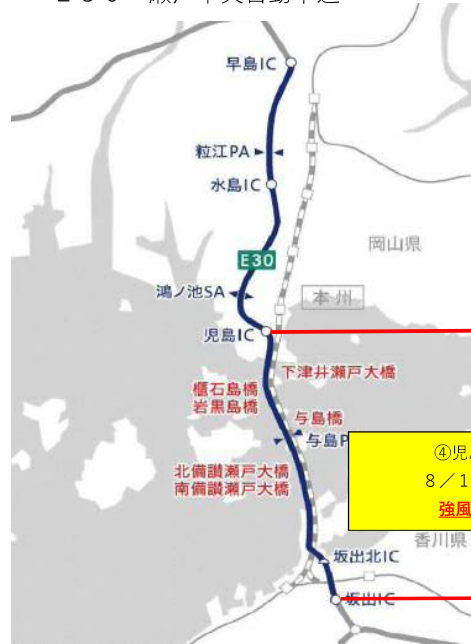 早島IC
粒江PA
水島IC
岡山県
E30
鴻ノ池SA
本州
児島IC
下津井瀬戸大橋
櫃石島橋
岩黒島橋
与島橋
与島P
④児
8／1
北備讃瀬戸大橋
南備讃瀬戸大橋
強風
香川県
坂出北IC
坂出IC